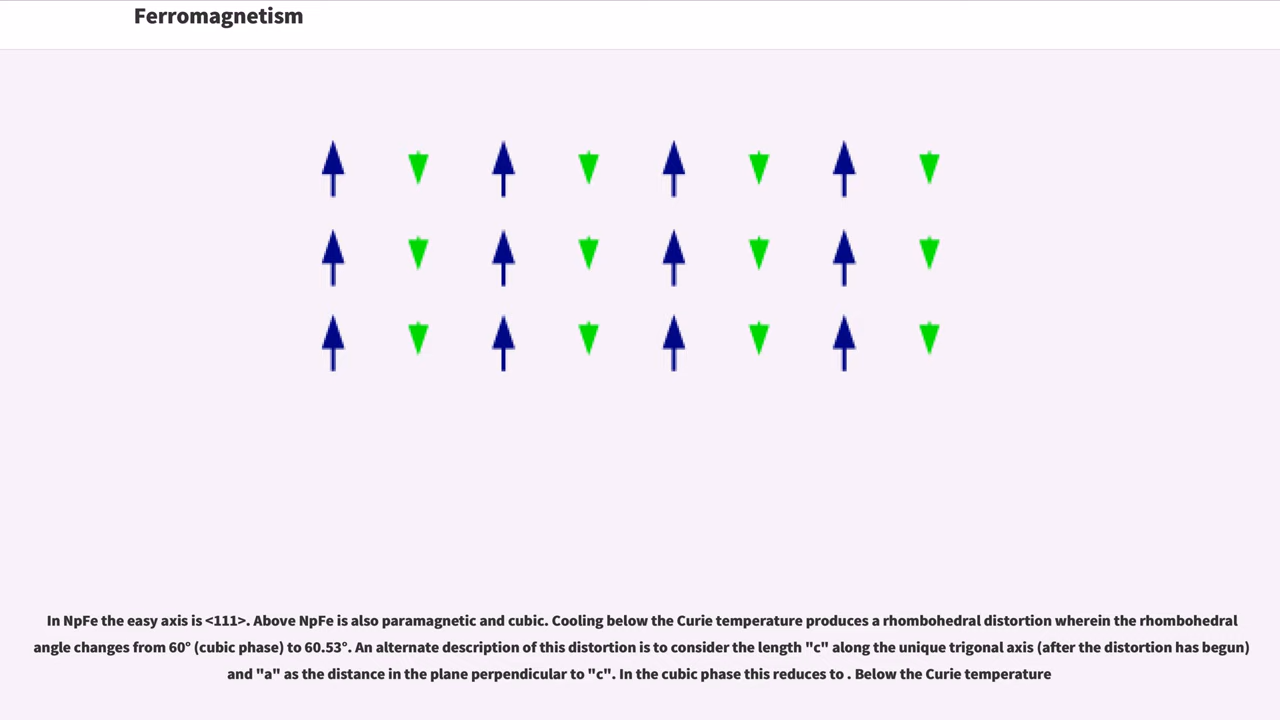 Ferromagnetism
In NpFe the easy axis is <111>. Above NpFe is also paramagnetic and cubic. Cooling below the Curie temperature produces a rhombohedral distortion wherein the rhombohedral
angle changes from 60° (cubic phase) to 60.53°. An alternate description of this distortion is to consider the length "c" along the unique trigonal axis (after the distortion has begun)
and "a" as the distance in the plane perpendicular to "c". In the cubic phase this reduces to . Below the Curie temperature